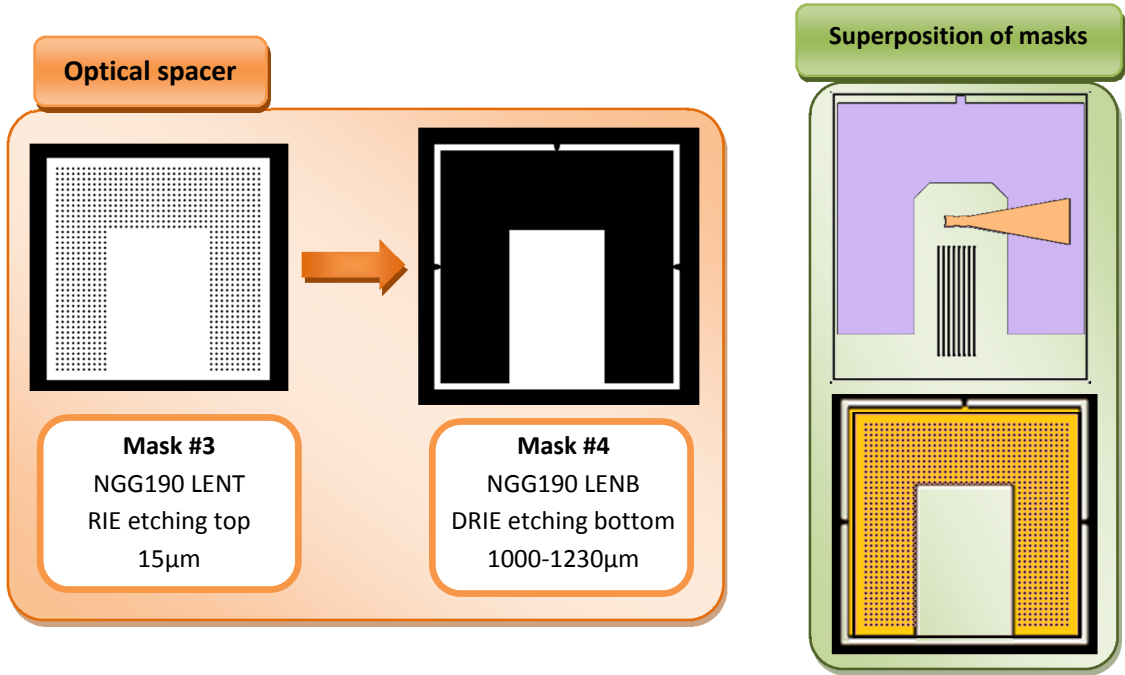 Optical spacer
Superposition of masks
Mask #3
NGG190 LENT
RIE etching top
15µm
Mask #4
NGG190 LENB
DRIE etching bottom
1000-1230µm